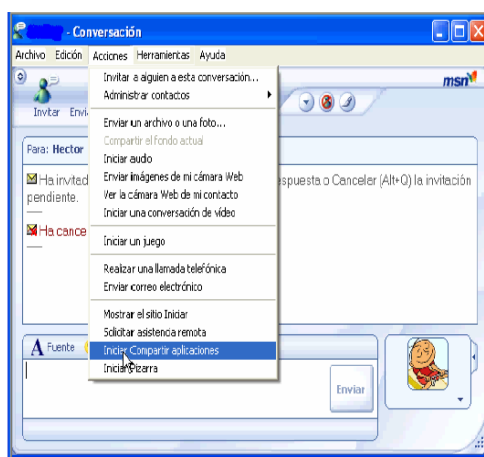 - Conversación
Archivo Edición Acciones Herramientas Ayuda
Invitar a alguien a esta conversación...
Administrar contactos
msn
Invitar Envi
Enviar un archivo o una foto...
Compartir el fondo actual
Para: Hector
Iniciar audio
Enviar imágenes de mi cámara Web
Ha invitad espuesta o Canceler (Alt+Q) la invitación
pendiente.
Ver la cámara Web de mi contacto
Iniciar una conversación de vídeo
Ha cance
Iniciar un juego
Realizar una llamada telefónica
Enviar correo electrónico
Mostrar el sitio Iniciar
Solicitar asistencia remota
A Fuente
Iniciar Compartir aplicaciones
Iniciar Pizarra
Enviar